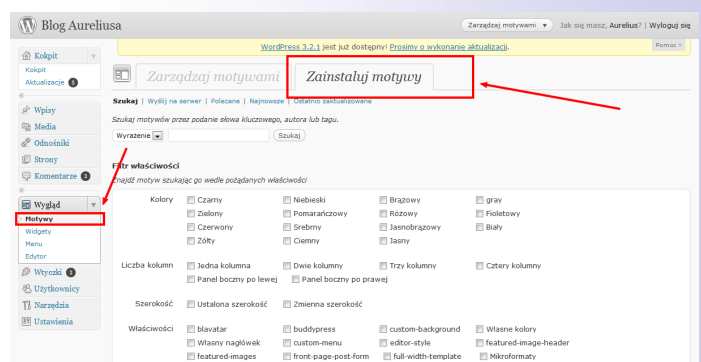 Blog Aureliusa
Zarządzaj motywami
Jak się masz, Aurelius? | Wyloguj się
WordPress 3.2.1 jest już dostępny! Prosimy o wykonanie aktualizacji.
Pomoc
Kokpit
Kokpit
Aktualizacje 5
Wpisy
Media
Odnośniki
Strony
Komentarze 3
Wygląd
Motywy
Widgety
Menu
Edytor
Wtyczki 3
Użytkownicy
Narzędzia
Ustawienia
Zarządzaj motywami
Zainstaluj motywy
Szukaj | Wyślij na serwer | Polecane | Najnowsze | Ostatnio zaktualizowane
Szukaj motywów przez podanie słowa kluczowego, autora lub tagu.
Wyrażenie
Szukaj
Filtr właściwości
Znajdź motyw szukając go wedle pożądanych właściwości
Kolory Czarny Niebieski Brązowy gray
Zielony Pomarańczowy Różowy Fioletowy
Czerwony Srebrny Jasnobrązowy Biały
Żółty Ciemny Jasny
Liczba kolumn Jedna kolumna Dwie kolumny Trzy kolumny Cztery kolumny
Panel boczny po lewej Panel boczny po prawej
Szerokość Ustalona szerokość Zmienna szerokość
Właściwości blavatar buddypress custom-background Własne kolory
Własny nagłówek custom-menu editor-style featured-image-header
featured-images front-page-post-form full-width-template Mikroformaty